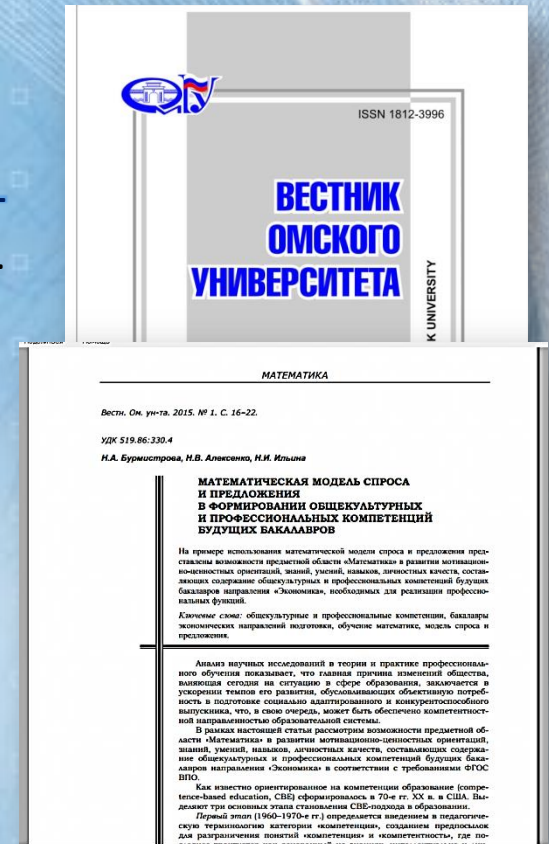 ОмГУ
ISSN 1812-3996
ВЕСТНИК
ОМСКОГО
УНИВЕРСИТЕТА
K UNIVERSITY
МАТЕМАТИКА
Вестн. Ом. ун-та. 2015. № 1. С. 16–22.
УДК 519.86:330.4
Н.А. Бурмистрова, Н.В. Алексенко, Н.И. Ильина
МАТЕМАТИЧЕСКАЯ МОДЕЛЬ СПРОСА
И ПРЕДЛОЖЕНИЯ
В ФОРМИРОВАНИИ ОБЩЕКУЛЬТУРНЫХ
И ПРОФЕССИОНАЛЬНЫХ КОМПЕТЕНЦИЙ
БУДУЩИХ БАКАЛАВРОВ
На примере использования математической модели спроса и предложения пред-
ставлены возможности предметной области «Математика» в развитии мотивацион-
но-ценностных ориентаций, знаний, умений, навыков, личностных качеств, состав-
ляющих содержание общекультурных и профессиональных компетенций будущих
бакалавров направления «Экономика», необходимых для реализации профессио-
нальных функций.
Ключевые слова: общекультурные и профессиональные компетенции, бакалавры
экономических направлений подготовки, обучение математике, модель спроса и
предложения.
Анализ научных исследований в теории и практике профессиональ-
ного обучения показывает, что главная причина изменений общества,
влияющая сегодня на ситуацию в сфере образования, заключается в
ускорении темпов его развития, обусловливающих объективную потреб-
ность в подготовке социально адаптированного и конкурентоспособного
выпускника, что, в свою очередь, может быть обеспечено компетентност-
ной направленностью образовательной системы.
В рамках настоящей статьи рассмотрим возможности предметной об-
ласти «Математика» в развитии мотивационно-ценностных ориентаций,
знаний, умений, навыков, личностных качеств, составляющих содержа-
ние общекультурных и профессиональных компетенций будущих бака-
лавров направления «Экономика» в соответствии с требованиями ФГОС
ВПО.
Как известно ориентированное на компетенции образование (compe-
tence-based education, CBE) сформировалось в 70-е гг. XX в. в США. Вы-
деляют три основных этапа становления CBE-подхода в образовании.
Первый этап (1960–1970-е гг.) определяется введением в педагогиче-
скую терминологию категории «компетенция», созданием предпосылок
для разграничения понятий «компетенция» и «компетентность», где по-